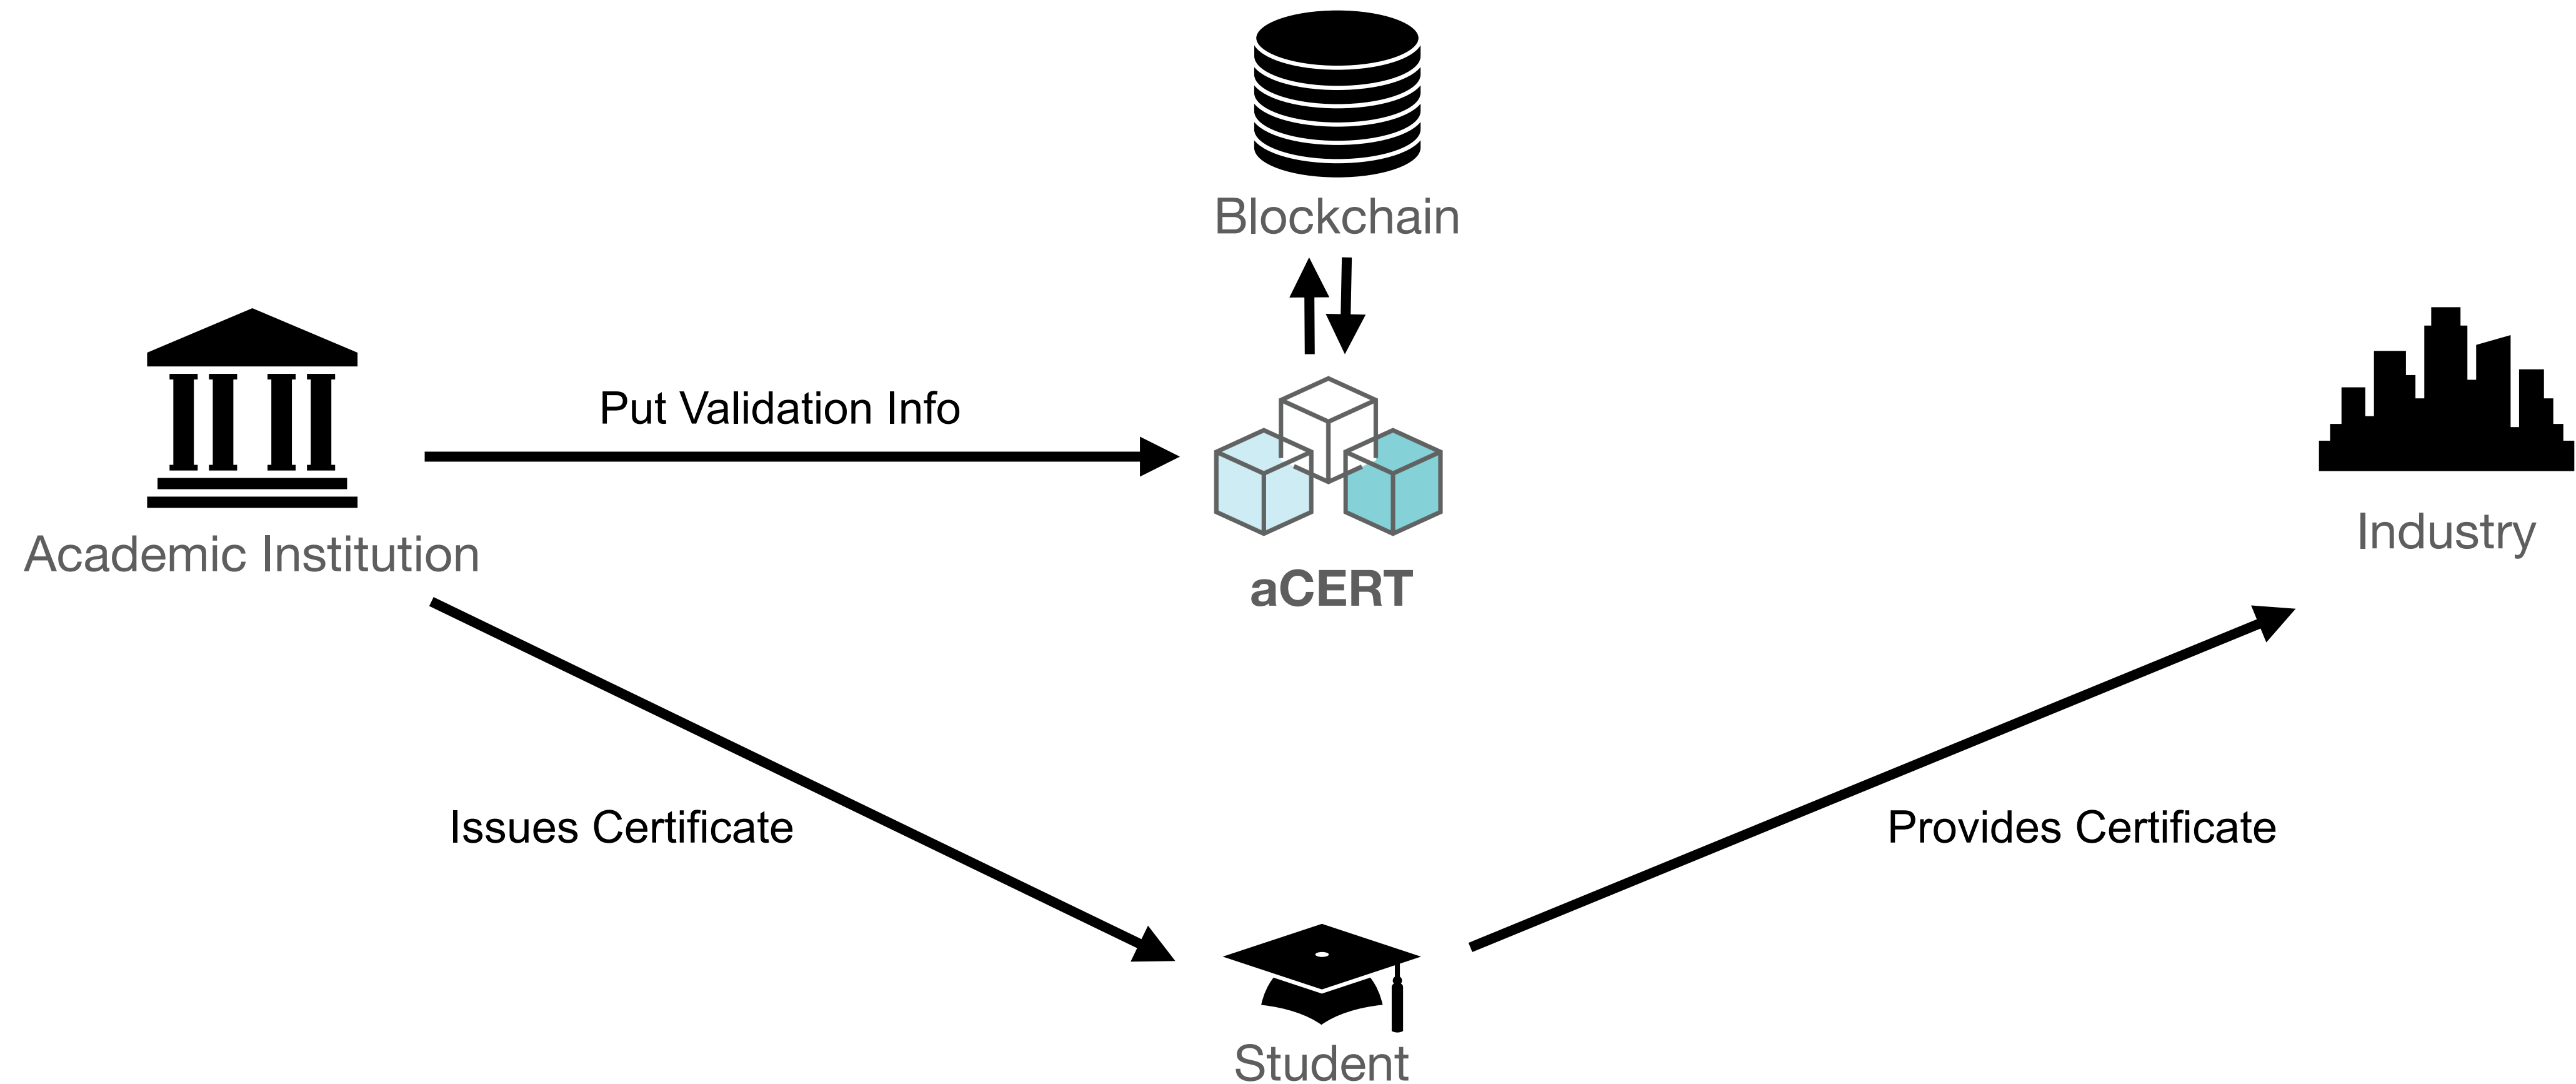 Blockchain
Put Validation Info
Academic Institution
aCERT
Industry
Issues Certificate
Provides Certificate
Student